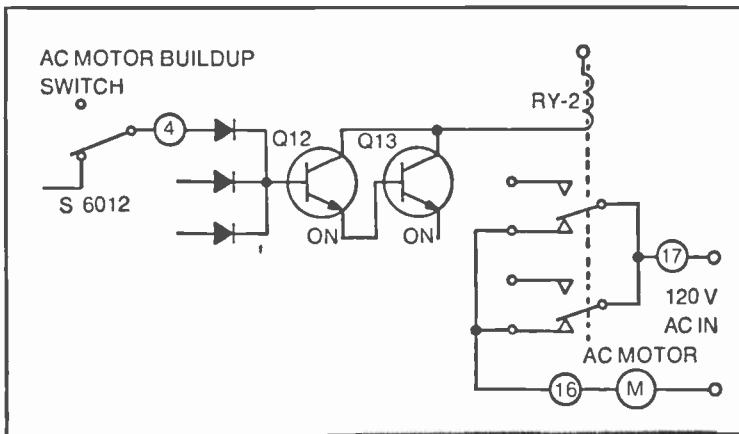 AC MOTOR BUILDUP
SWITCH
4
S 6012
Q12
Q13
ON
ON
RY-2
17
120 V
AC IN
AC MOTOR
16
M